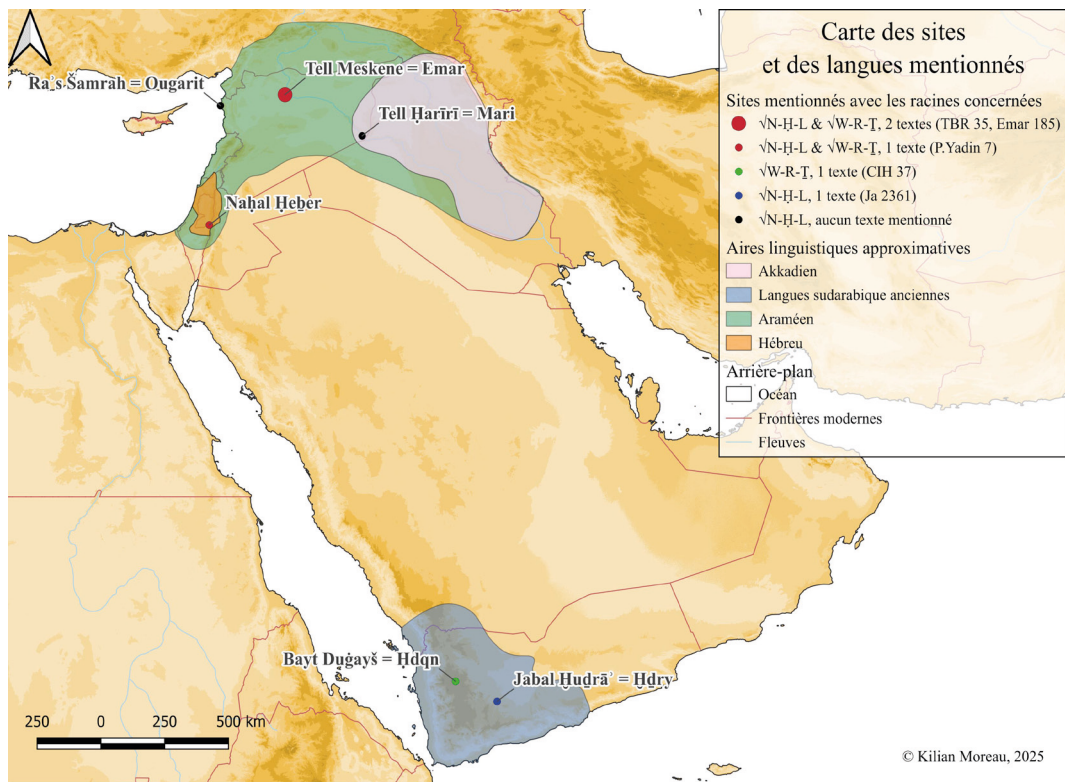 Carte des sites
et des langues mentionnés
Sites mentionnés avec les racines concernées
√N-Ḥ-L & √W-R-Ṯ, 2 textes (TBR 35, Emar 185)
√N-Ḥ-L & √W-R-Ṯ, 1 texte (P.Yadin 7)
√W-R-Ṯ, 1 texte (CIH 37)
√N-Ḥ-L, 1 texte (Ja 2361)
√N-Ḥ-L, aucun texte mentionné
Aires linguistiques approximatives
Akkadien
Langues sudarabique anciennes
Araméen
Hébreu
Arrière-plan
Océan
Frontières modernes
Fleuves
Tell Meskene = Emar
Raʾs Šamrah = Ougarit
Tell Ḥarīrī = Mari
Naḥal Ḥeḇer
Bayt Duġayš = Ḥdqn
Jabal Ḫuḏrāʾ = Ḫḏry
250 0 250 500 km
© Kilian Moreau, 2025